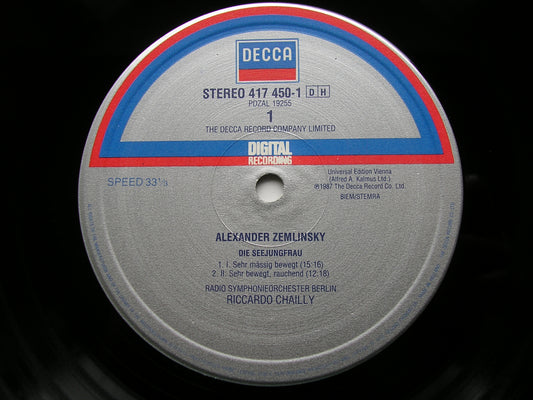 DECCA
STEREO 417 450-1 DH
PDZAL 19255
1
THE DECCA RECORD COMPANY LIMITED
DIGITAL
RECORDING
SPEED 33⅓
Universal Edition Vienna
(Alfred A. Kalmus Ltd.)
℗1987 The Decca Record Co. Ltd.
BIEM/STEMRA
ALEXANDER ZEMLINSKY
DIE SEEJUNGFRAU
1. I. Sehr mässig bewegt (15:16)
2. II. Sehr bewegt, rauchend (12:18)
RADIO SYMPHONIEORCHESTER BERLIN
RICCARDO CHAILLY